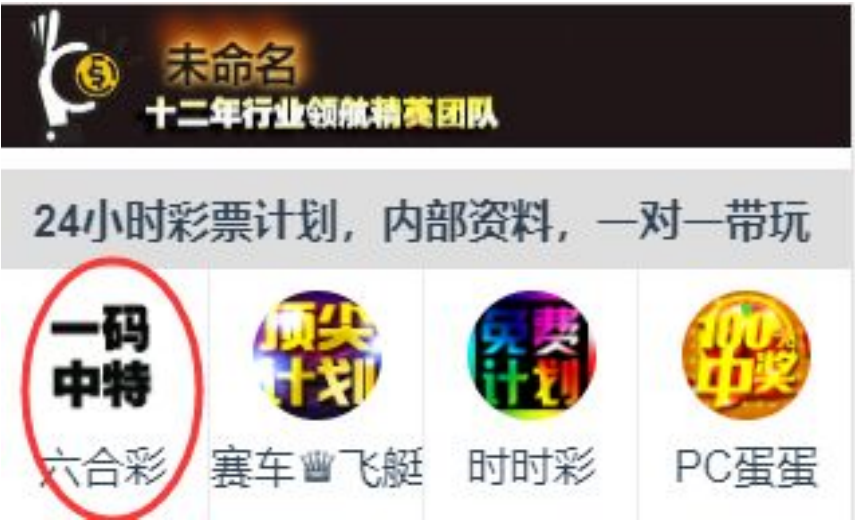 未命名
十二年行业领航精英团队
24小时彩票计划，内部资料，一对一带玩
一码
中特
顶尖
计划
免费
计划
100%
中奖
六合彩
赛车♛飞艇
时时彩
PC蛋蛋